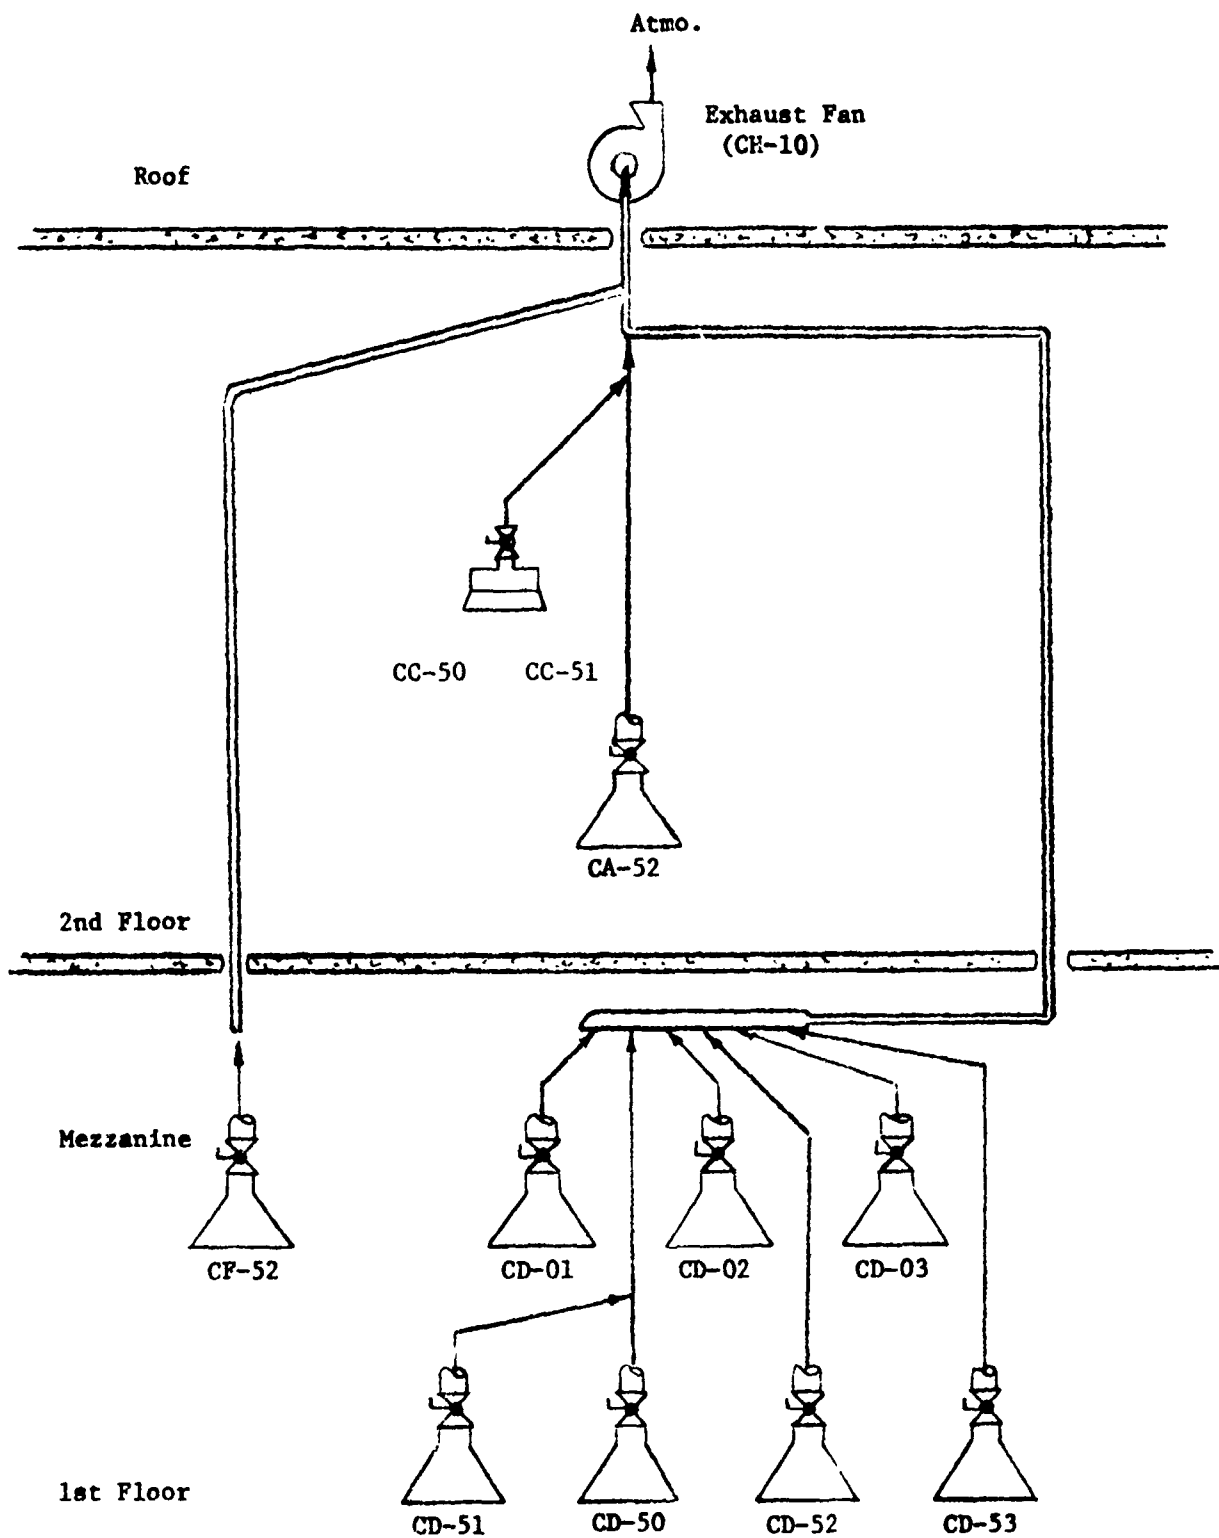 Atmo.
Exhaust Fan
(CH-10)
Roof
CC-50
CC-51
CA-52
2nd Floor
Mezzanine
CF-52
CD-01
CD-02
CD-03
1st Floor
CD-51
CD-50
CD-52
CD-53